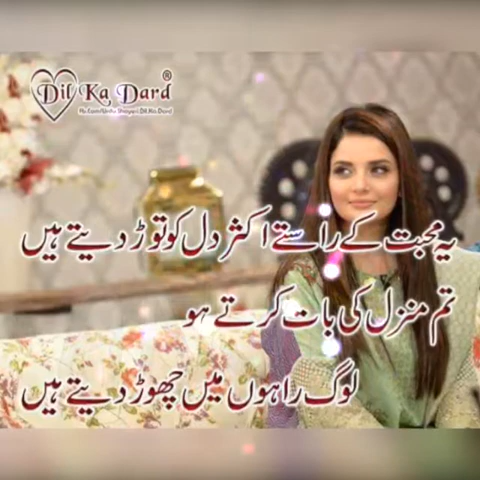 Dil Ka Dard®
یہ محبت کے راستے اکثر دل کو توڑ دیتے ہیں
تم منزل کی بات کرتے ہو
لوگ راہوں میں چھوڑ دیتے ہیں